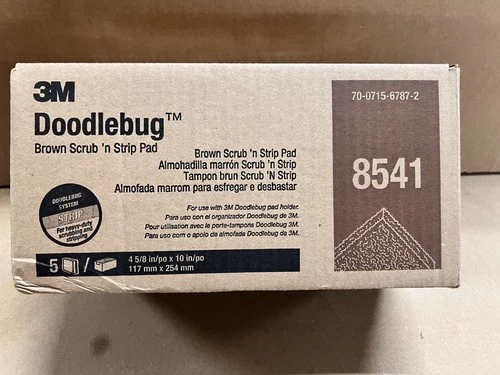 3M
Doodlebug™
Brown Scrub 'n Strip Pad
Brown Scrub 'n Strip Pad
Almohadilla marrón Scrub 'n Strip
Tampon brun Scrub 'N Strip
Almofada marrom para esfregar e desbastar
DOODLEBUG
SYSTEM
STRIP
For heavy-duty
scrubbing and
stripping
For use with 3M Doodlebug pad holder.
Para uso con el organizador Doodlebug de 3M.
Pour utilisation avec le porte-tampons Doodlebug de 3M.
Para uso com o apoio de almofada Doodlebug da 3M.
5 /
4 5/8 in/po x 10 in/po
117 mm x 254 mm
70-0715-6787-2
8541